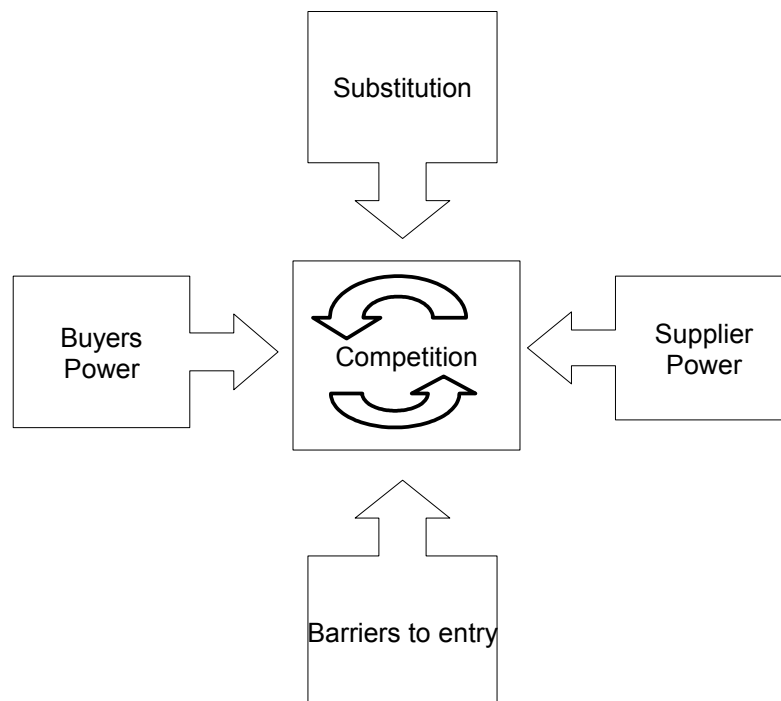 Substitution
Buyers
Power
Competition
Supplier
Power
Barriers to entry